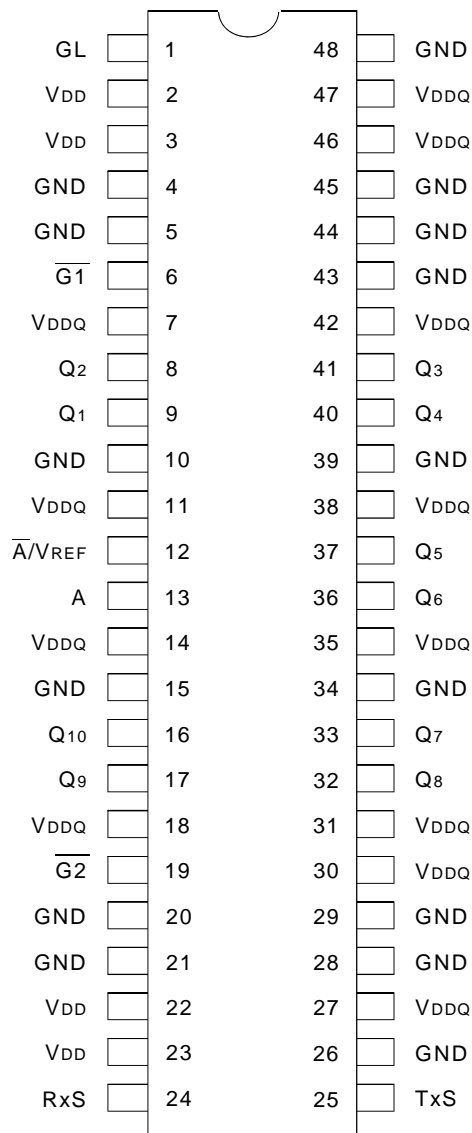 GL 1 48 GND
VDD 2 47 VDDQ
VDD 3 46 VDDQ
GND 4 45 GND
GND 5 44 GND
G̅1̅ 6 43 GND
VDDQ 7 42 VDDQ
Q2 8 41 Q3
Q1 9 40 Q4
GND 10 39 GND
VDDQ 11 38 VDDQ
A̅/VREF 12 37 Q5
A 13 36 Q6
VDDQ 14 35 VDDQ
GND 15 34 GND
Q10 16 33 Q7
Q9 17 32 Q8
VDDQ 18 31 VDDQ
G̅2̅ 19 30 VDDQ
GND 20 29 GND
GND 21 28 GND
VDD 22 27 VDDQ
VDD 23 26 GND
RxS 24 25 TxS